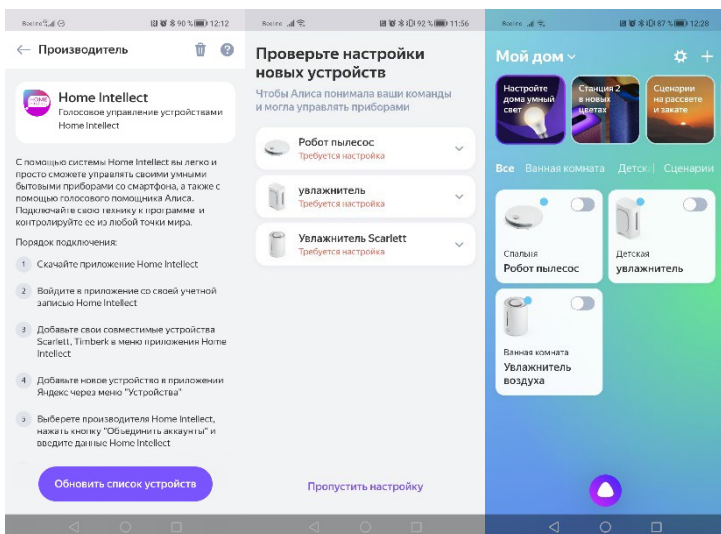 12:12
90 %
Производитель
Home Intellect
Голосовое управление устройствами
Home Intellect
С помощью системы Home Intellect вы легко и
просто сможете управлять своими умными
бытовыми приборами со смартфона, а также с
помощью голосового помощника Алиса.
Подключайте свою технику к программе и
контролируйте ее из любой точки мира.
Порядок подключения:
1 Скачайте приложение Home Intellect
2 Войдите в приложение со своей учетной
записью Home Intellect
3 Добавьте свои совместимые устройства
Scarlett, Timberk в меню приложения Home
Intellect
4 Добавьте новое устройство в приложении
Яндекс через меню "Устройства"
5 Выберете производителя Home Intellect,
нажать кнопку "Объединить аккаунты" и
введите данные Home Intellect
Обновить список устройств
92 %
11:56
Проверьте настройки
новых устройств
Чтобы Алиса понимала ваши команды
и могла управлять приборами
Робот пылесос
Требуется настройка
увлажнитель
Требуется настройка
Увлажнитель Scarlett
Требуется настройка
Пропустить настройку
87 %
12:28
Мой дом
Настройте
дома умный
свет
Станция 2
в новых
цветах
Сценарии
на рассвете
и закате
Все Ванная комната Детск Сценарии
Спальня
Робот пылесос
Детская
увлажнитель
Ванная комната
Увлажнитель
воздуха